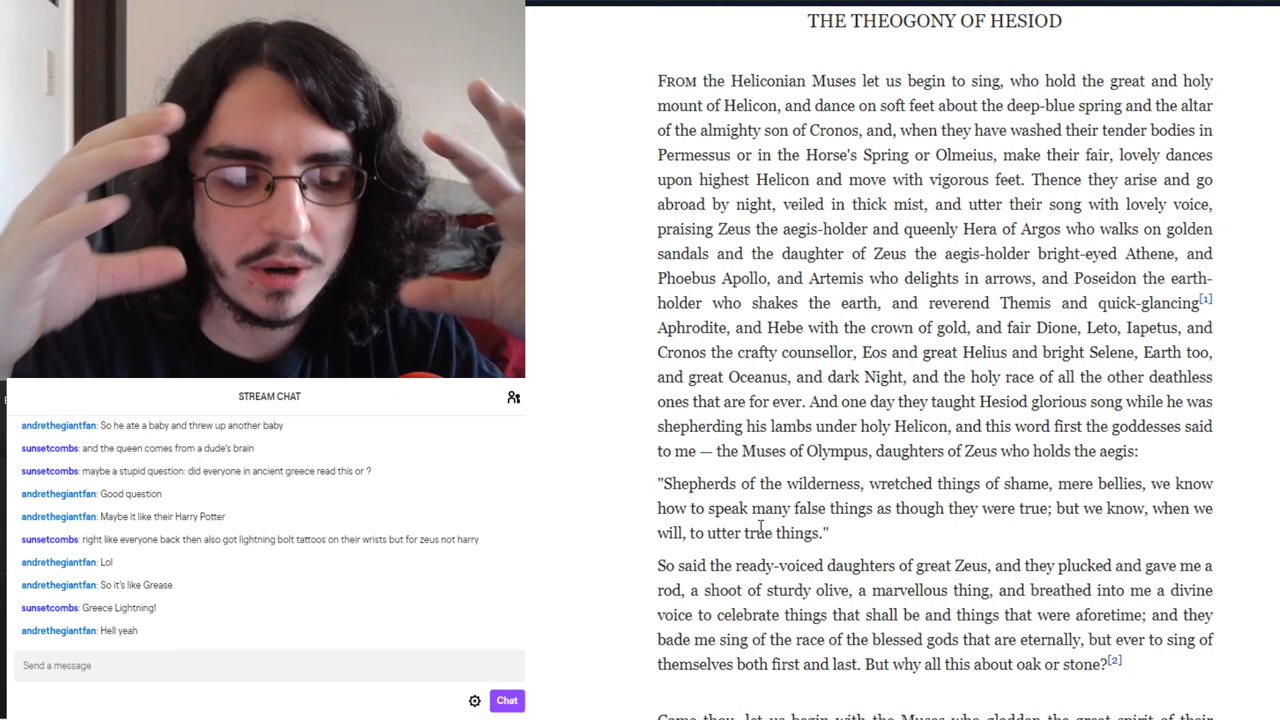 STREAM CHAT
andrethegiantfan: So he ate a baby and threw up another baby
sunsetcombs: and the queen comes from a dude's brain
sunsetcombs: maybe a stupid question: did everyone in ancient greece read this or ?
andrethegiantfan: Good question
andrethegiantfan: Maybe it like their Harry Potter
sunsetcombs: right like everyone back then also got lightning bolt tattoos on their wrists but for zeus not harry
andrethegiantfan: Lol
andrethegiantfan: So it's like Grease
sunsetcombs: Greece Lightning!
andrethegiantfan: Hell yeah
Send a message
Chat
THE THEOGONY OF HESIOD
FROM the Heliconian Muses let us begin to sing, who hold the great and holy
mount of Helicon, and dance on soft feet about the deep-blue spring and the altar
of the almighty son of Cronos, and, when they have washed their tender bodies in
Permessus or in the Horse's Spring or Olmeius, make their fair, lovely dances
upon highest Helicon and move with vigorous feet. Thence they arise and go
abroad by night, veiled in thick mist, and utter their song with lovely voice,
praising Zeus the aegis-holder and queenly Hera of Argos who walks on golden
sandals and the daughter of Zeus the aegis-holder bright-eyed Athene, and
Phoebus Apollo, and Artemis who delights in arrows, and Poseidon the earth-
holder who shakes the earth, and reverend Themis and quick-glancing[1]
Aphrodite, and Hebe with the crown of gold, and fair Dione, Leto, Iapetus, and
Cronos the crafty counsellor, Eos and great Helius and bright Selene, Earth too,
and great Oceanus, and dark Night, and the holy race of all the other deathless
ones that are for ever. And one day they taught Hesiod glorious song while he was
shepherding his lambs under holy Helicon, and this word first the goddesses said
to me — the Muses of Olympus, daughters of Zeus who holds the aegis:
"Shepherds of the wilderness, wretched things of shame, mere bellies, we know
how to speak many false things as though they were true; but we know, when we
will, to utter true things."
So said the ready-voiced daughters of great Zeus, and they plucked and gave me a
rod, a shoot of sturdy olive, a marvellous thing, and breathed into me a divine
voice to celebrate things that shall be and things that were aforetime; and they
bade me sing of the race of the blessed gods that are eternally, but ever to sing of
themselves both first and last. But why all this about oak or stone?[2]
Come thou, let us begin with the Muses who gladden the great spirit of their